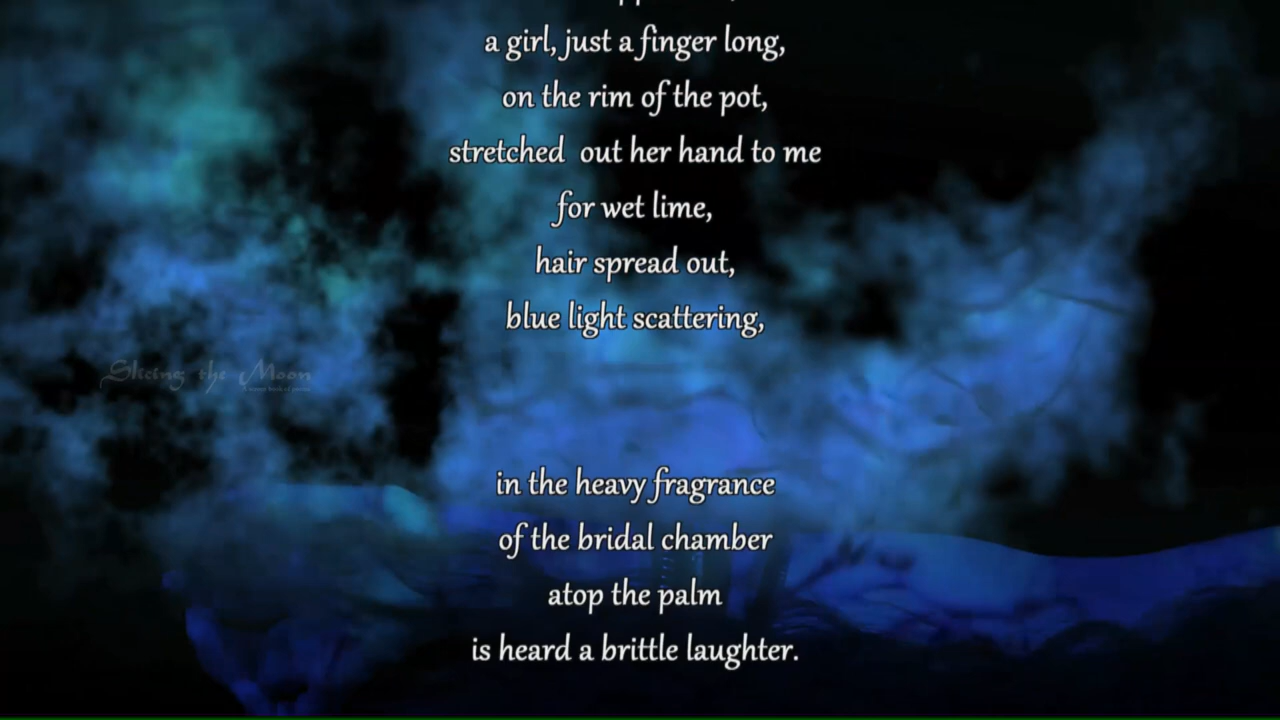 a girl, just a finger long,
on the rim of the pot,
stretched out her hand to me
for wet lime,
hair spread out,
blue light scattering,
Slicing the Moon
in the heavy fragrance
of the bridal chamber
atop the palm
is heard a brittle laughter.